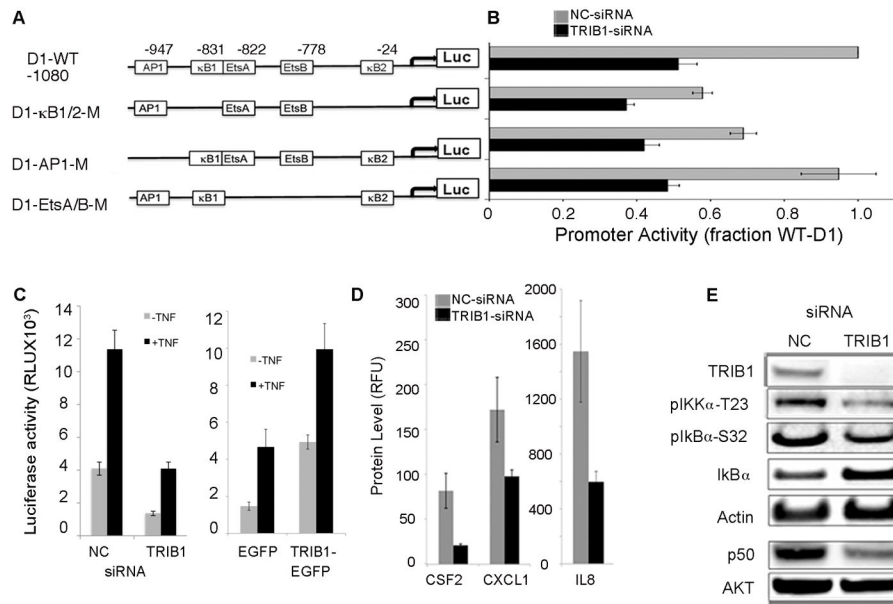 A
-947 -831 -822 -778 -24
D1-WT
-1080
AP1 κB1 EtsA EtsB κB2 Luc
D1-κB1/2-M
AP1 EtsA EtsB Luc
D1-AP1-M
κB1 EtsA EtsB κB2 Luc
D1-EtsA/B-M
AP1 κB1 κB2 Luc
B
NC-siRNA
TRIB1-siRNA
0 0.2 0.4 0.6 0.8 1.0
Promoter Activity (fraction WT-D1)
C
Luciferase activity (RLUX10³)
14
12
10
8
6
4
2
0
-TNF
+TNF
NC TRIB1
siRNA
12
10
8
6
4
2
0
-TNF
+TNF
EGFP TRIB1-
EGFP
D
NC-siRNA
TRIB1-siRNA
Protein Level (RFU)
300
250
200
150
100
50
0
CSF2 CXCL1
2000
1800
1400
1200
600
400
0
IL8
E
siRNA
NC TRIB1
TRIB1
pIKKα-T23
pIkBα-S32
IkBα
Actin
p50
AKT